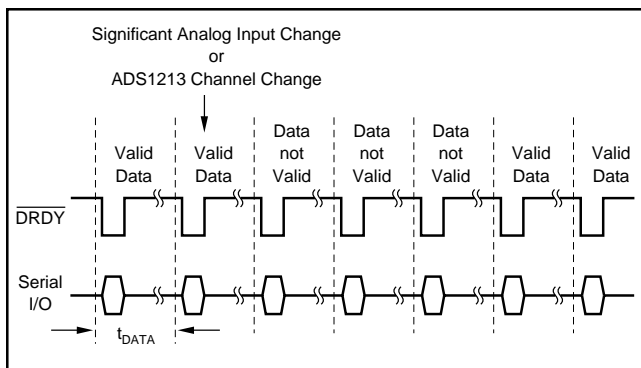 Significant Analog Input Change
or
ADS1213 Channel Change
Valid
Data
Valid
Data
Data
not
Valid
Data
not
Valid
Data
not
Valid
Valid
Data
Valid
Data
DRDY
Serial
I/O
tDATA